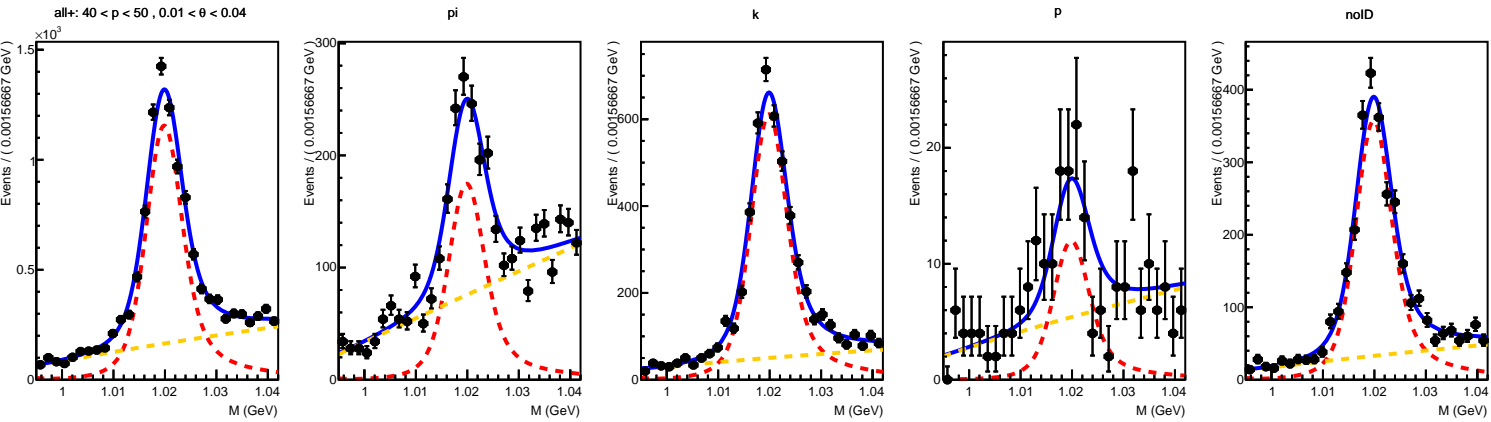 all+: 40 < p < 50 , 0.01 < θ < 0.04
×10³
Events / ( 0.00156667 GeV )
1.5
1
0.5
0
1 1.01 1.02 1.03 1.04
M (GeV)
pi
Events / ( 0.00156667 GeV )
300
200
100
0
1 1.01 1.02 1.03 1.04
M (GeV)
k
Events / ( 0.00156667 GeV )
600
400
200
0
1 1.01 1.02 1.03 1.04
M (GeV)
p
Events / ( 0.00156667 GeV )
20
10
0
1 1.01 1.02 1.03 1.04
M (GeV)
noID
Events / ( 0.00156667 GeV )
400
300
200
100
0
1 1.01 1.02 1.03 1.04
M (GeV)